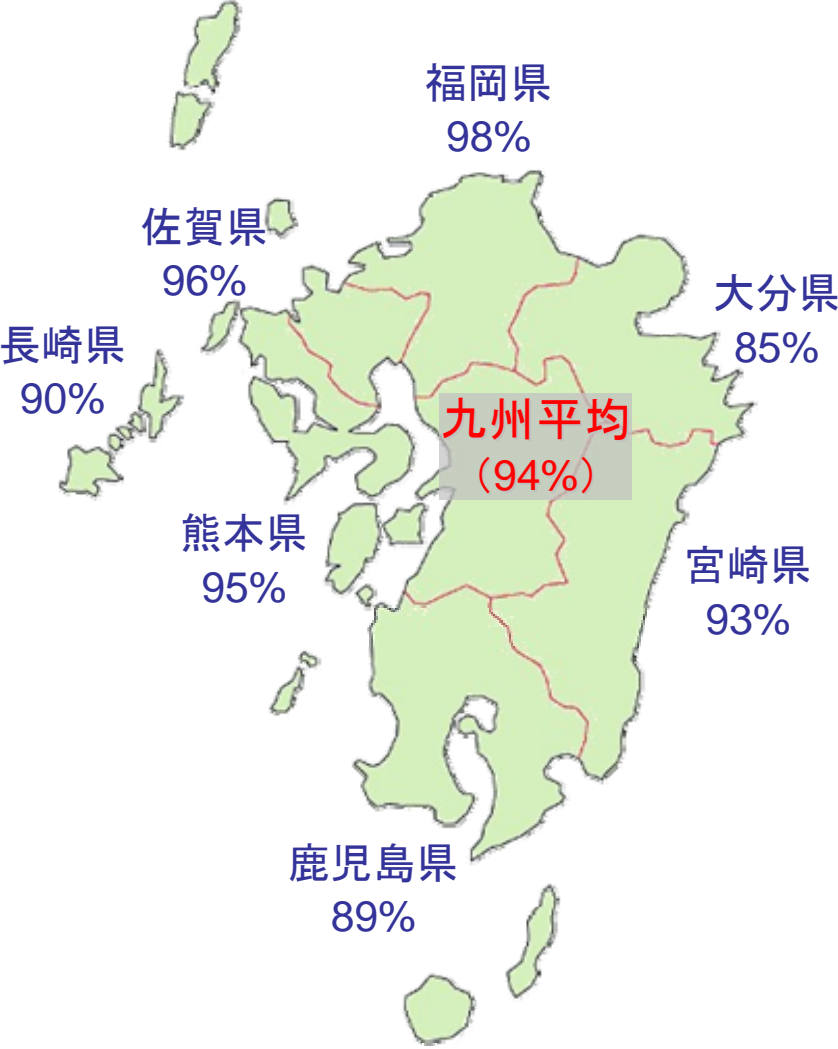 福岡県
98%
佐賀県
96%
大分県
85%
長崎県
90%
九州平均
（94%）
熊本県
95%
宮崎県
93%
鹿児島県
89%